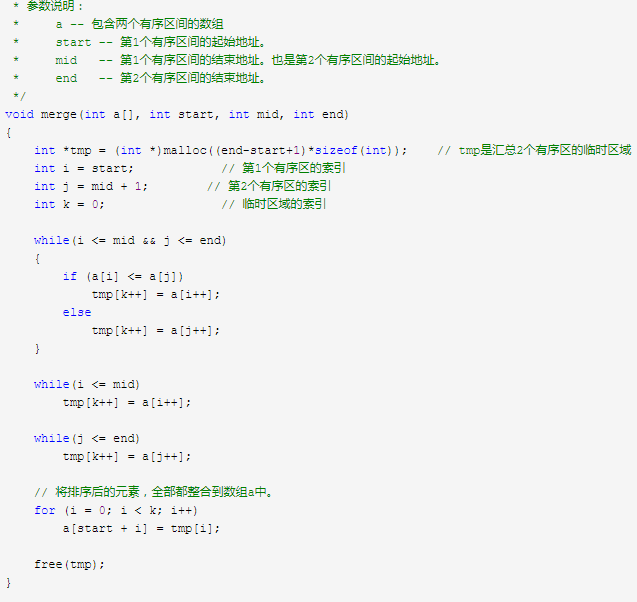 * 参数说明：
*     a -- 包含两个有序区间的数组
*     start -- 第1个有序区间的起始地址。
*     mid   -- 第1个有序区间的结束地址。也是第2个有序区间的起始地址。
*     end   -- 第2个有序区间的结束地址。
*/
void merge(int a[], int start, int mid, int end)
{
    int *tmp = (int *)malloc((end-start+1)*sizeof(int));    // tmp是汇总2个有序区的临时区域
    int i = start;            // 第1个有序区的索引
    int j = mid + 1;        // 第2个有序区的索引
    int k = 0;                // 临时区域的索引

    while(i <= mid && j <= end)
    {
        if (a[i] <= a[j])
            tmp[k++] = a[i++];
        else
            tmp[k++] = a[j++];
    }

    while(i <= mid)
        tmp[k++] = a[i++];

    while(j <= end)
        tmp[k++] = a[j++];

    // 将排序后的元素，全部都整合到数组a中。
    for (i = 0; i < k; i++)
        a[start + i] = tmp[i];

    free(tmp);
}